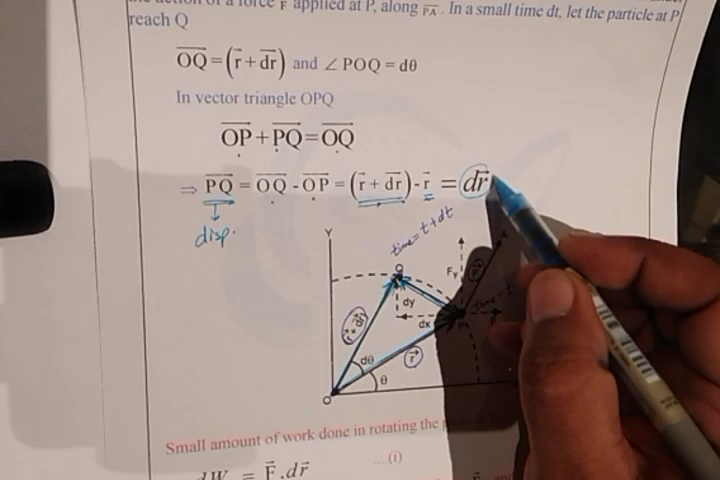 of a force F applied at P, along PA. In a small time dt, let the particle at P
reach Q
OQ = (r + dr) and ∠ POQ = dθ
In vector triangle OPQ
OP + PQ = OQ
⇒ PQ = OQ - OP = (r + dr) - r = dr
disp.
time = t + dt
Y
Q
Fy
F
A
time = t
dy
dx
P
r + dr
r
dθ
θ
O
Small amount of work done in rotating the
dW = F . dr ....(i)